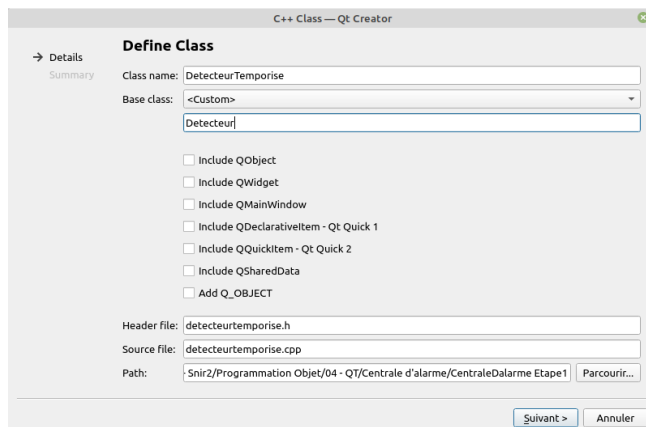 C++ Class — Qt Creator
Define Class
Details
Summary
Class name: DetecteurTemporise
Base class: <Custom>
Detecteur
Include QObject
Include QWidget
Include QMainWindow
Include QDeclarativeItem - Qt Quick 1
Include QQuickItem - Qt Quick 2
Include QSharedData
Add Q_OBJECT
Header file: detecteurtemporise.h
Source file: detecteurtemporise.cpp
Path: - Snir2/Programmation Objet/04 - QT/Centrale d'alarme/CentraleDalarme Etape1 Parcourir...
Suivant > Annuler